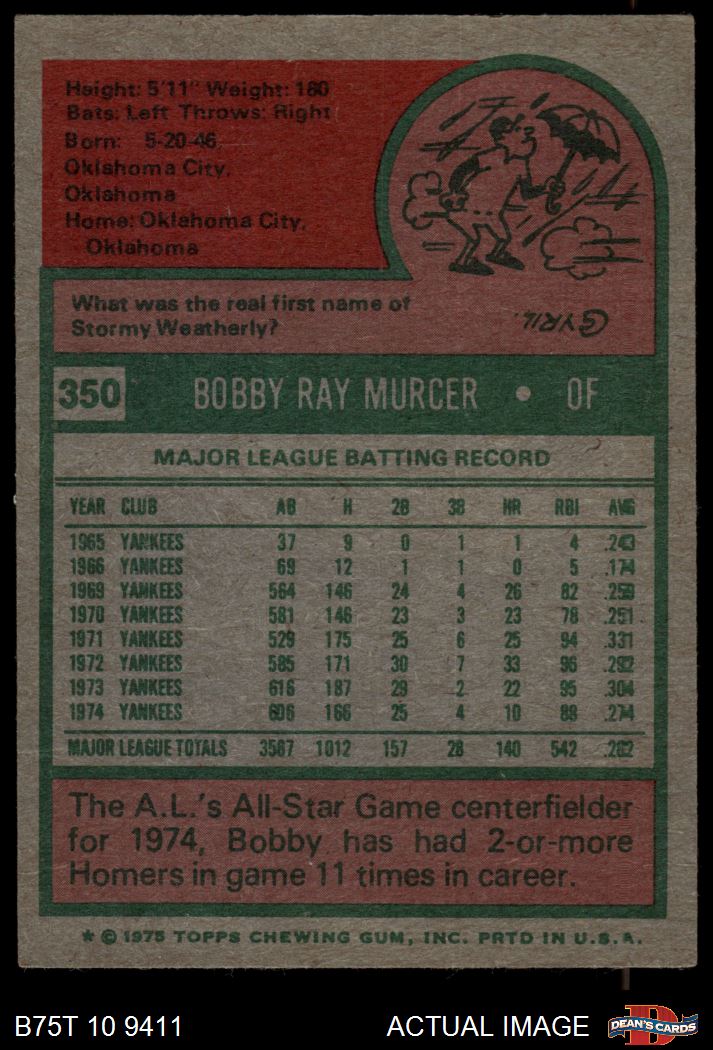 Height: 5'11" Weight: 180
Bats: Left Throws: Right
Born: 5-20-46
Oklahoma City,
Oklahoma
Home: Oklahoma City,
Oklahoma
What was the real first name of
Stormy Weatherly?
CYRIL.
350 BOBBY RAY MURCER • OF
MAJOR LEAGUE BATTING RECORD
YEAR CLUB AB H 2B 3B HR RBI AVG
1965 YANKEES 37 9 0 1 1 4 .243
1966 YANKEES 69 12 1 1 0 5 .174
1969 YANKEES 564 146 24 4 26 82 .259
1970 YANKEES 581 146 23 3 23 78 .251
1971 YANKEES 529 175 25 6 25 94 .331
1972 YANKEES 585 171 30 7 33 96 .292
1973 YANKEES 616 187 29 2 22 95 .304
1974 YANKEES 606 166 25 4 10 88 .274
MAJOR LEAGUE TOTALS 3587 1012 157 28 140 542 .282
The A.L.'s All-Star Game centerfielder
for 1974, Bobby has had 2-or-more
Homers in game 11 times in career.
* © 1975 TOPPS CHEWING GUM, INC. PRTD IN U.S.A.
B75T 10 9411 ACTUAL IMAGE D DEAN'S CARDS